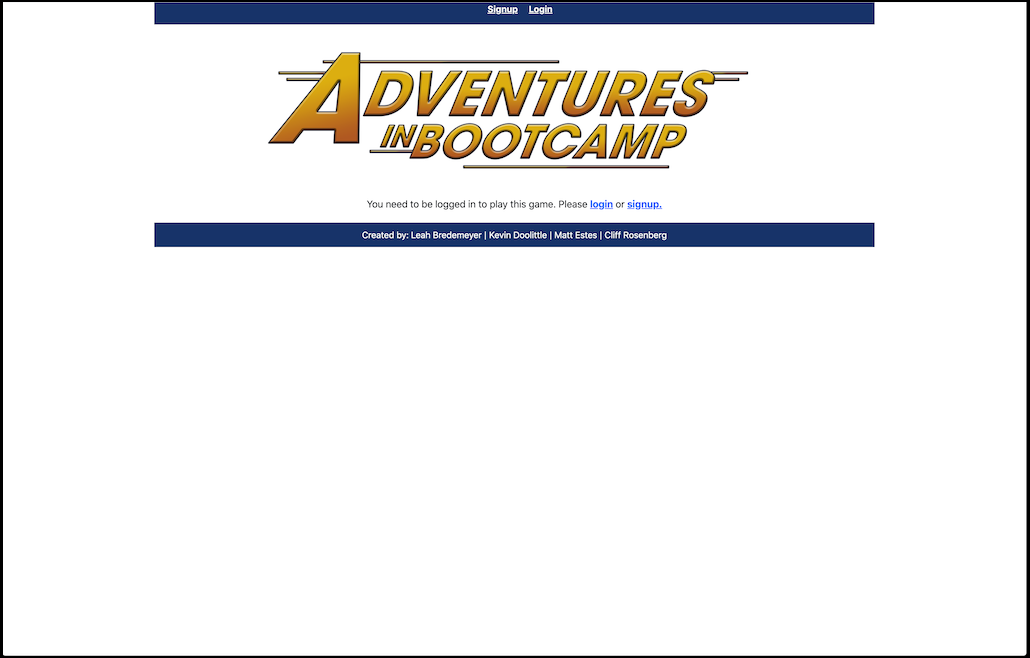 Signup Login
ADVENTURES
IN BOOTCAMP
You need to be logged in to play this game. Please login or signup.
Created by: Leah Bredemeyer | Kevin Doolittle | Matt Estes | Cliff Rosenberg